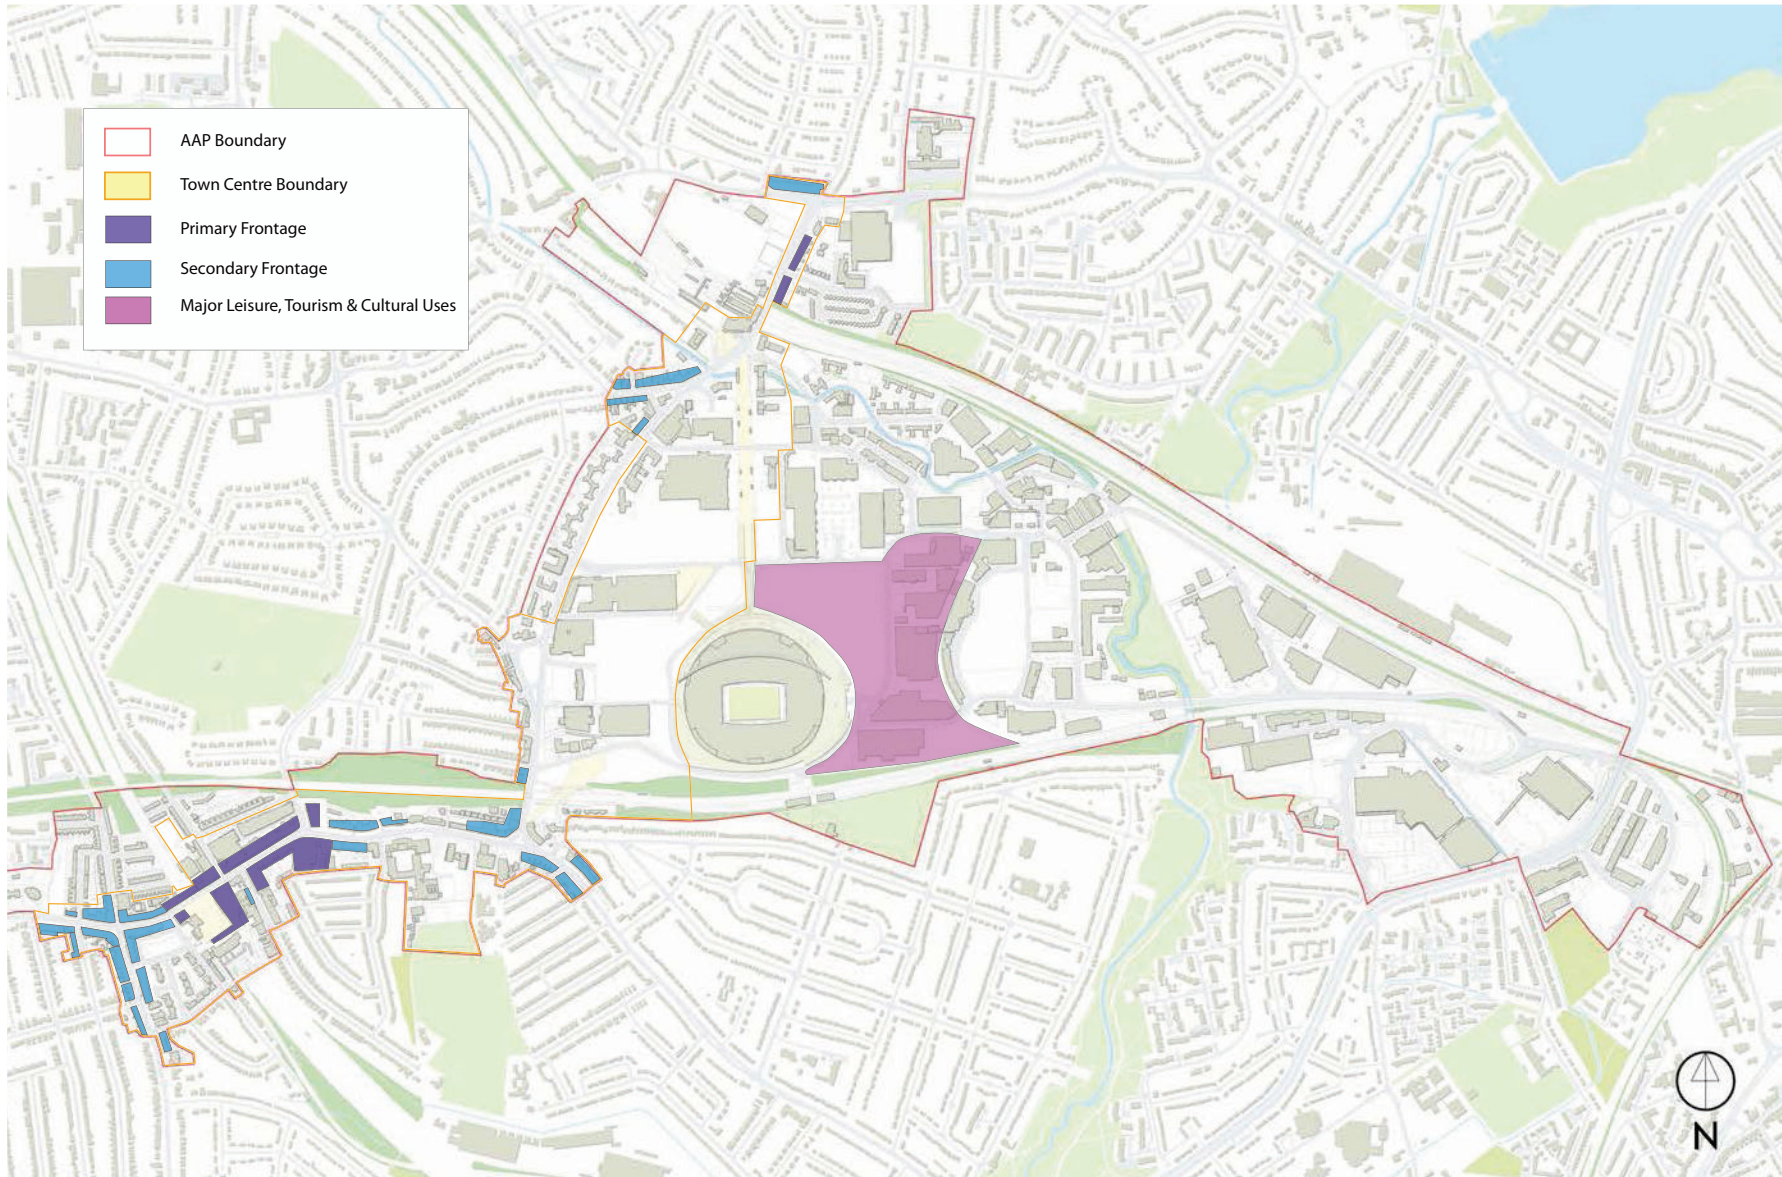 AAP Boundary
Town Centre Boundary
Primary Frontage
Secondary Frontage
Major Leisure, Tourism & Cultural Uses
N